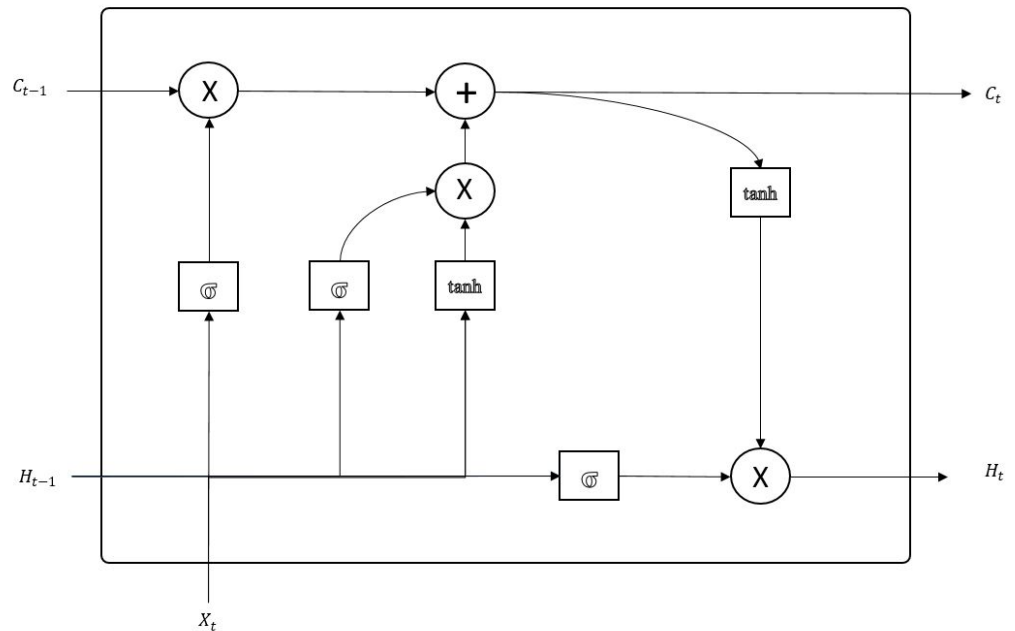 C_{t-1} X + C_t
X tanh
σ σ tanh
H_{t-1} σ X H_t
X_t